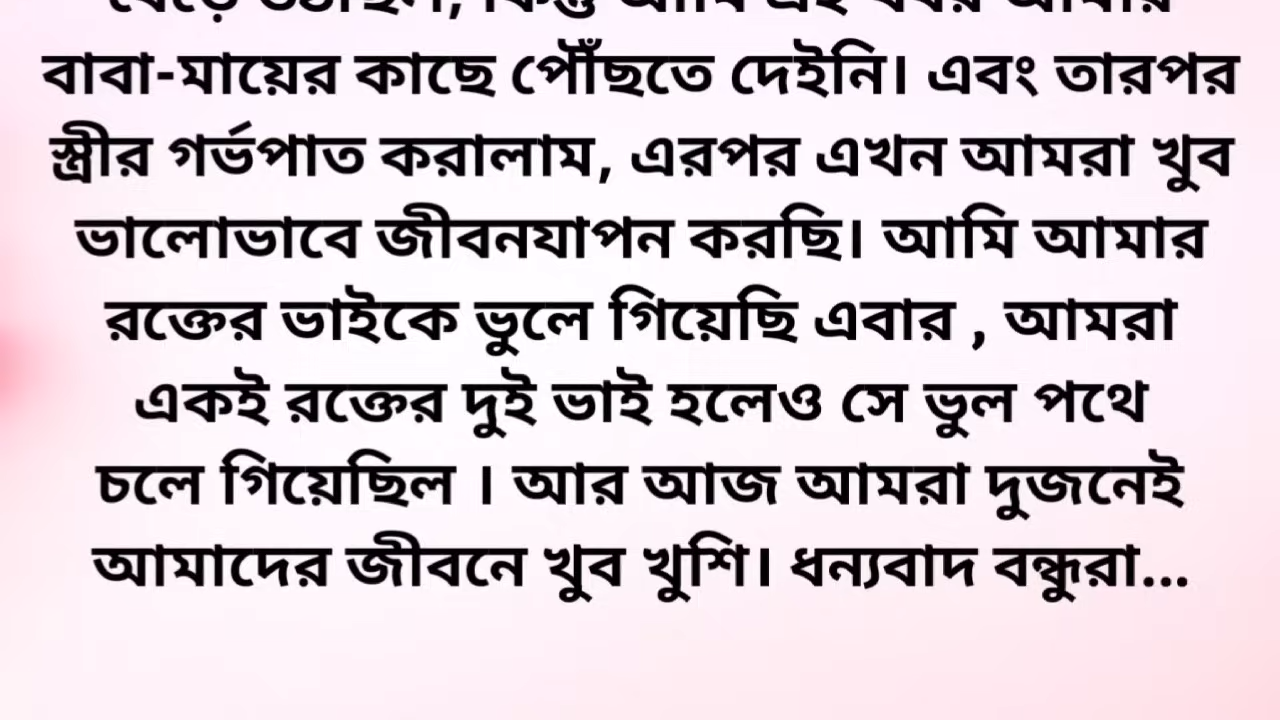 বাবা-মায়ের কাছে পৌঁছতে দেইনি। এবং তারপর
স্ত্রীর গর্ভপাত করালাম, এরপর এখন আমরা খুব
ভালোভাবে জীবনযাপন করছি। আমি আমার
রক্তের ভাইকে ভুলে গিয়েছি এবার , আমরা
একই রক্তের দুই ভাই হলেও সে ভুল পথে
চলে গিয়েছিল । আর আজ আমরা দুজনেই
আমাদের জীবনে খুব খুশি। ধন্যবাদ বন্ধুরা...